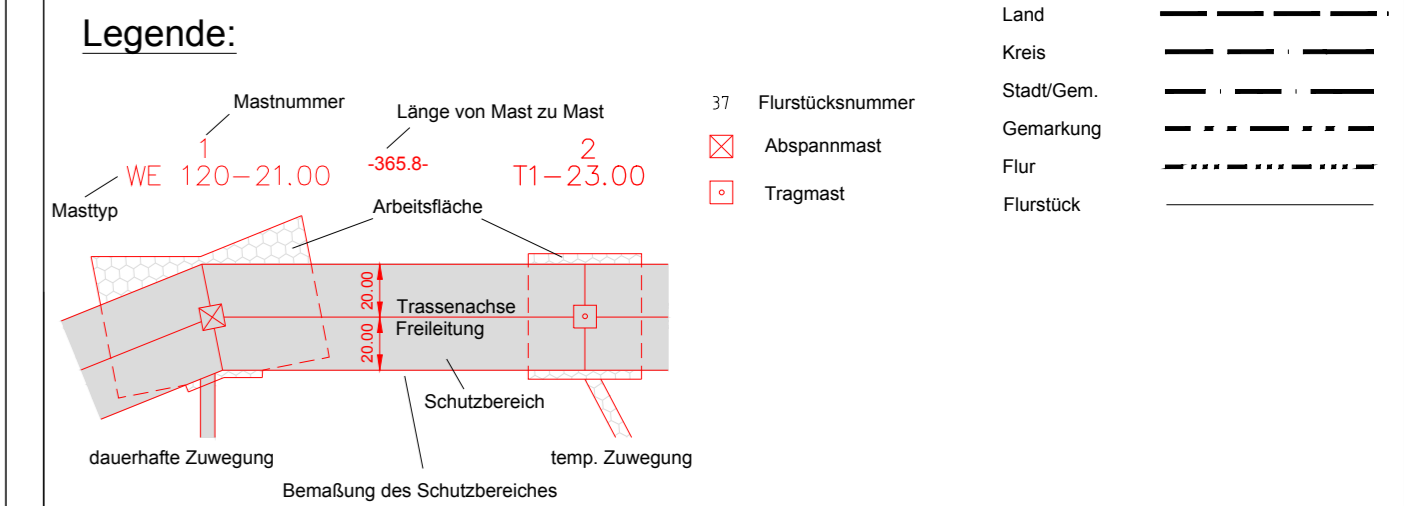 Legende:
Mastnummer
Länge von Mast zu Mast
1
WE 120-21.00
-365.8-
2
T1-23.00
Masttyp
Arbeitsfläche
20.00
20.00
Trassenachse
Freileitung
Schutzbereich
dauerhafte Zuwegung
temp. Zuwegung
Bemaßung des Schutzbereiches
37 Flurstücksnummer
Abspannmast
Tragmast
Land
Kreis
Stadt/Gem.
Gemarkung
Flur
Flurstück